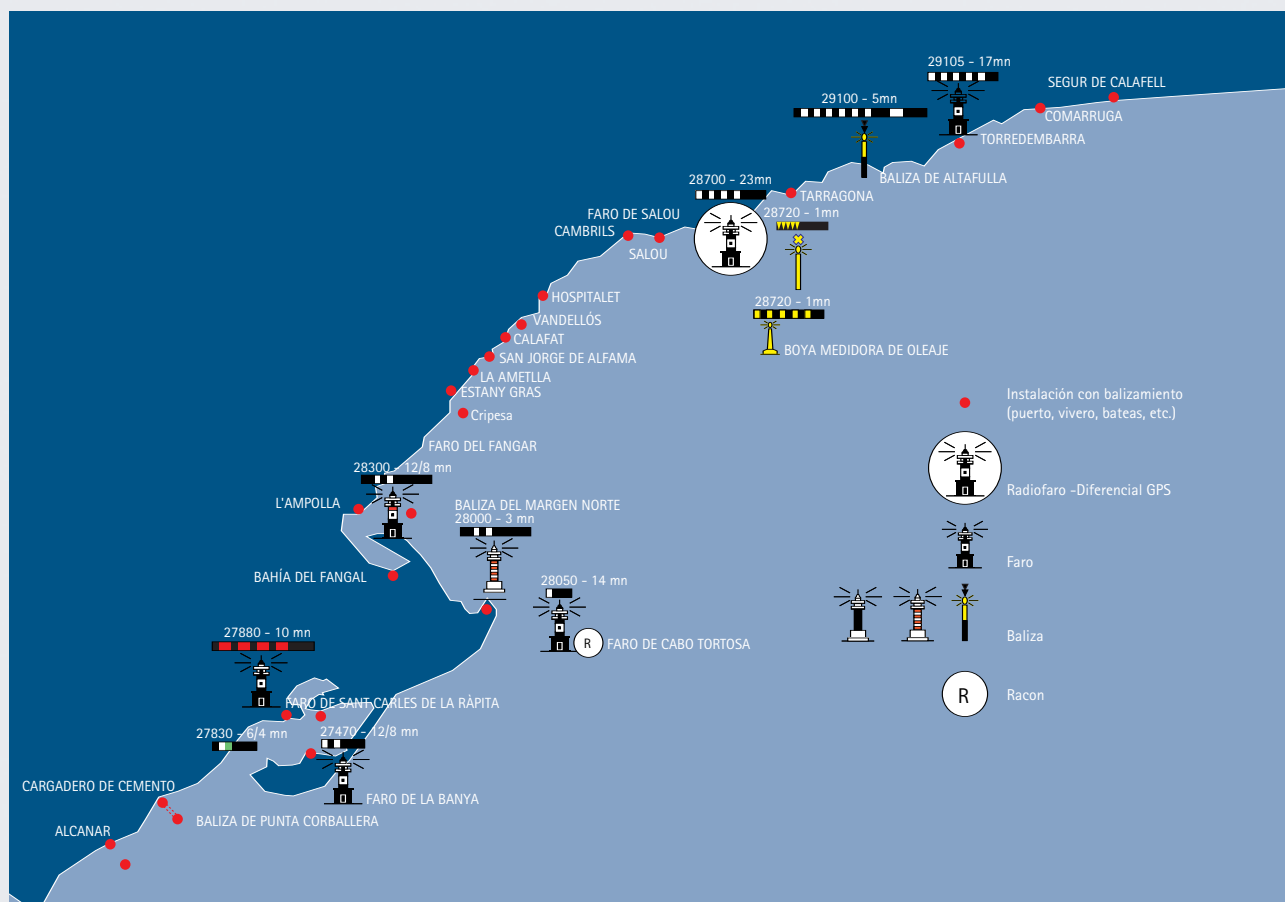 29105 - 17mn
SEGUR DE CALAFELL
29100 - 5mn
COMARRUGA
TORREDEMBARRA
BALIZA DE ALTAFULLA
28700 - 23mn
TARRAGONA
FARO DE SALOU
28720 - 1mn
CAMBRILS
SALOU
HOSPITALET
28720 - 1mn
VANDELLÓS
CALAFAT
BOYA MEDIDORA DE OLEAJE
SAN JORGE DE ALFAMA
LA AMETLLA
ESTANY GRAS
Cripesa
Instalación con balizamiento
(puerto, vivero, bateas, etc.)
FARO DEL FANGAR
28300 - 12/8 mn
Radiofaro -Diferencial GPS
L'AMPOLLA
BALIZA DEL MARGEN NORTE
28000 - 3 mn
Faro
BAHÍA DEL FANGAL
28050 - 14 mn
27880 - 10 mn
Baliza
R
FARO DE CABO TORTOSA
FARO DE SANT CARLES DE LA RÀPITA
R
Racon
27830 - 6/4 mn
27470 - 12/8 mn
CARGADERO DE CEMENTO
FARO DE LA BANYA
BALIZA DE PUNTA CORBALLERA
ALCANAR